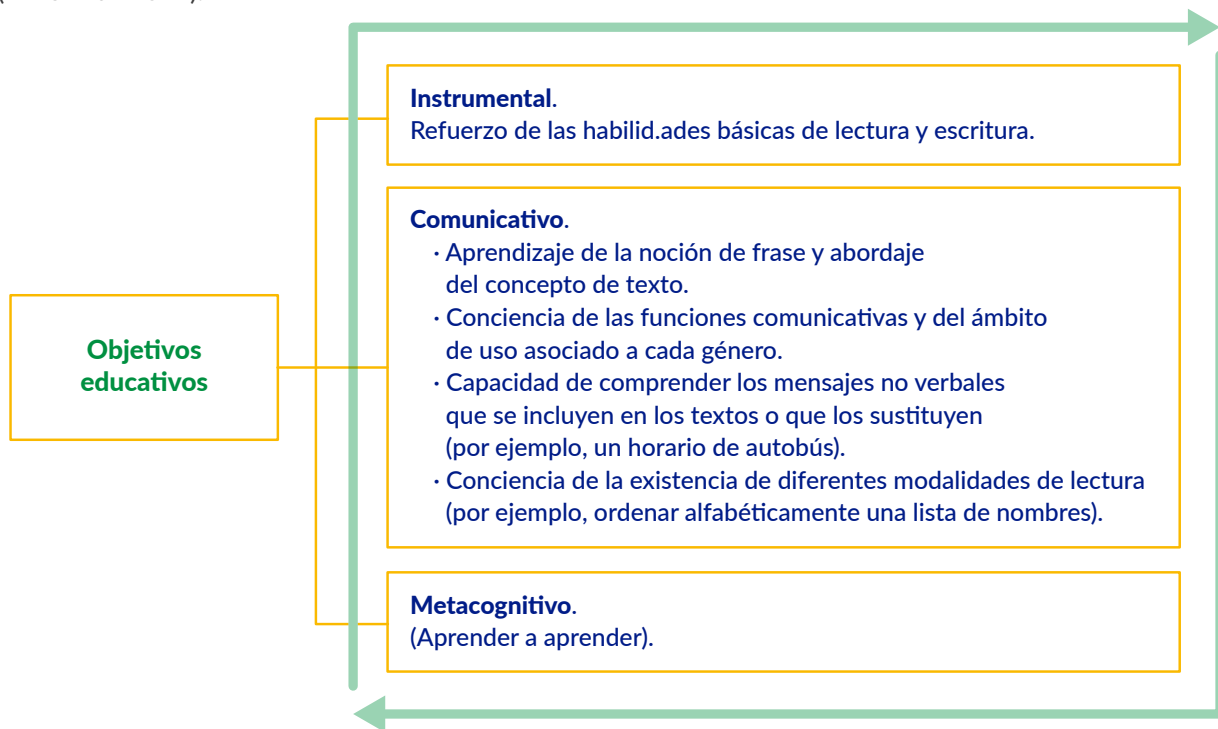 Instrumental.
Refuerzo de las habilid.ades básicas de lectura y escritura.
Comunicativo.
· Aprendizaje de la noción de frase y abordaje
del concepto de texto.
· Conciencia de las funciones comunicativas y del ámbito
de uso asociado a cada género.
· Capacidad de comprender los mensajes no verbales
que se incluyen en los textos o que los sustituyen
(por ejemplo, un horario de autobús).
· Conciencia de la existencia de diferentes modalidades de lectura
(por ejemplo, ordenar alfabéticamente una lista de nombres).
Objetivos
educativos
Metacognitivo.
(Aprender a aprender).